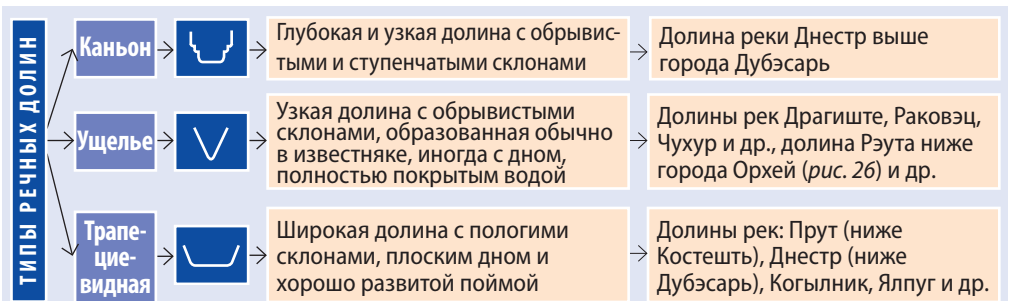 ТИПЫ РЕЧНЫХ ДОЛИН
Каньон
Глубокая и узкая долина с обрывис-
тыми и ступенчатыми склонами
Долина реки Днестр выше
города Дубэсарь
Ущелье
Узкая долина с обрывистыми
склонами, образованная обычно
в известняке, иногда с дном,
полностью покрытым водой
Долины рек Драгиште, Раковэц,
Чухур и др., долина Рэута ниже
города Орхей (рис. 26) и др.
Трапе-
цие-
видная
Широкая долина с пологими
склонами, плоским дном и
хорошо развитой поймой
Долины рек: Прут (ниже
Костешть), Днестр (ниже
Дубэсарь), Когылник, Ялпуг и др.